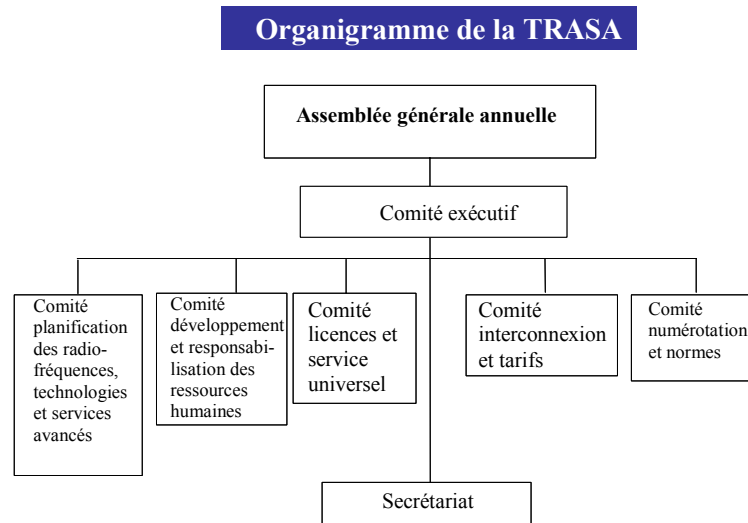 Organigramme de la TRASA
Assemblée générale annuelle
Comité exécutif
Comité
planification
des radio-
fréquences,
technologies
et services
avancés
Comité
développement
et responsabi-
lisation des
ressources
humaines
Comité
licences et
service
universel
Comité
interconnexion
et tarifs
Comité
numérotation
et normes
Secrétariat